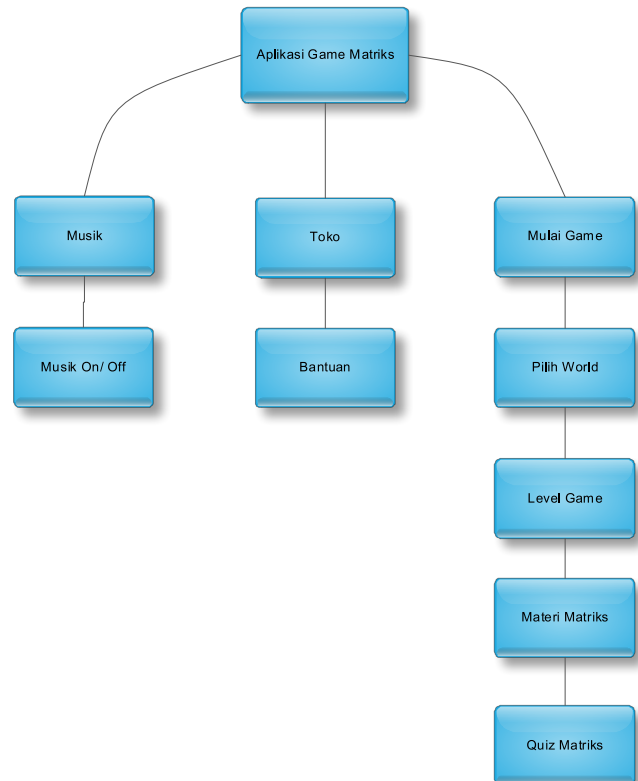 Aplikasi Game Matriks
Musik
Toko
Mulai Game
Musik On/ Off
Bantuan
Pilih World
Level Game
Materi Matriks
Quiz Matriks